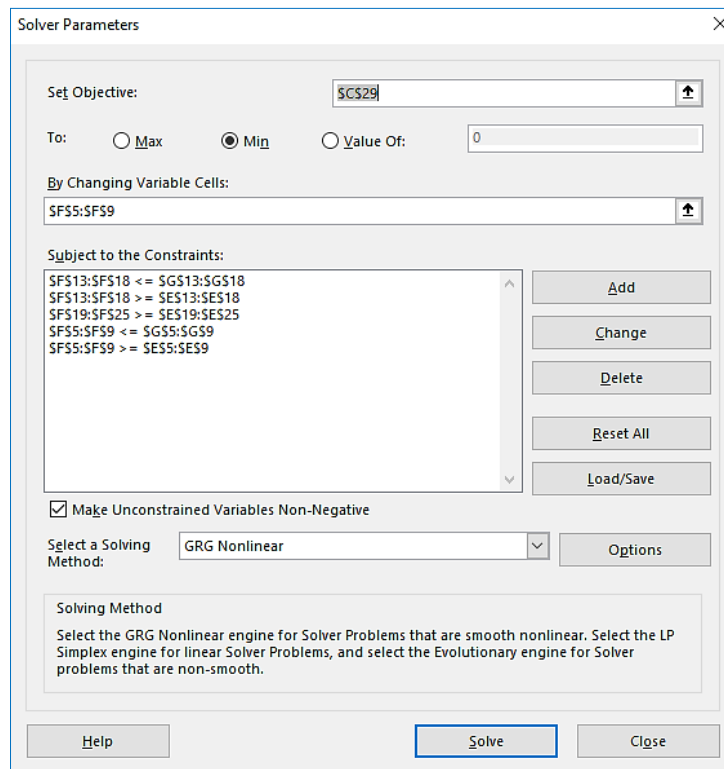 Solver Parameters
Set Objective:
$C$29
To:
Max
Min
Value Of:
0
By Changing Variable Cells:
$F$5:$F$9
Subject to the Constraints:
$F$13:$F$18 <= $G$13:$G$18
$F$13:$F$18 >= $E$13:$E$18
$F$19:$F$25 >= $E$19:$E$25
$F$5:$F$9 <= $G$5:$G$9
$F$5:$F$9 >= $E$5:$E$9
Add
Change
Delete
Reset All
Load/Save
Make Unconstrained Variables Non-Negative
Select a Solving
Method:
GRG Nonlinear
Options
Solving Method
Select the GRG Nonlinear engine for Solver Problems that are smooth nonlinear. Select the LP
Simplex engine for linear Solver Problems, and select the Evolutionary engine for Solver
problems that are non-smooth.
Help
Solve
Close